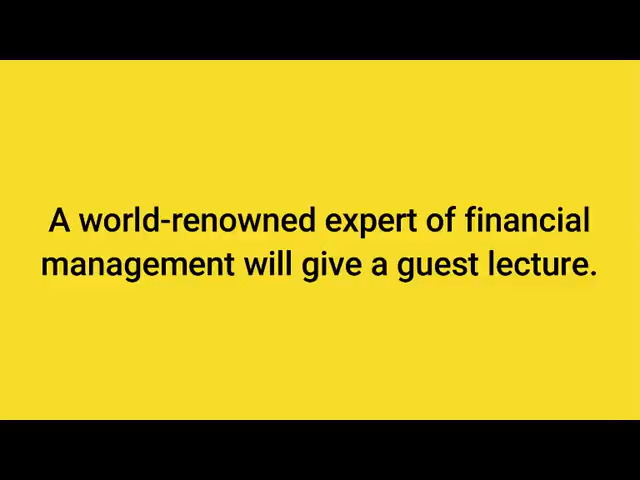 A world-renowned expert of financial
management will give a guest lecture.